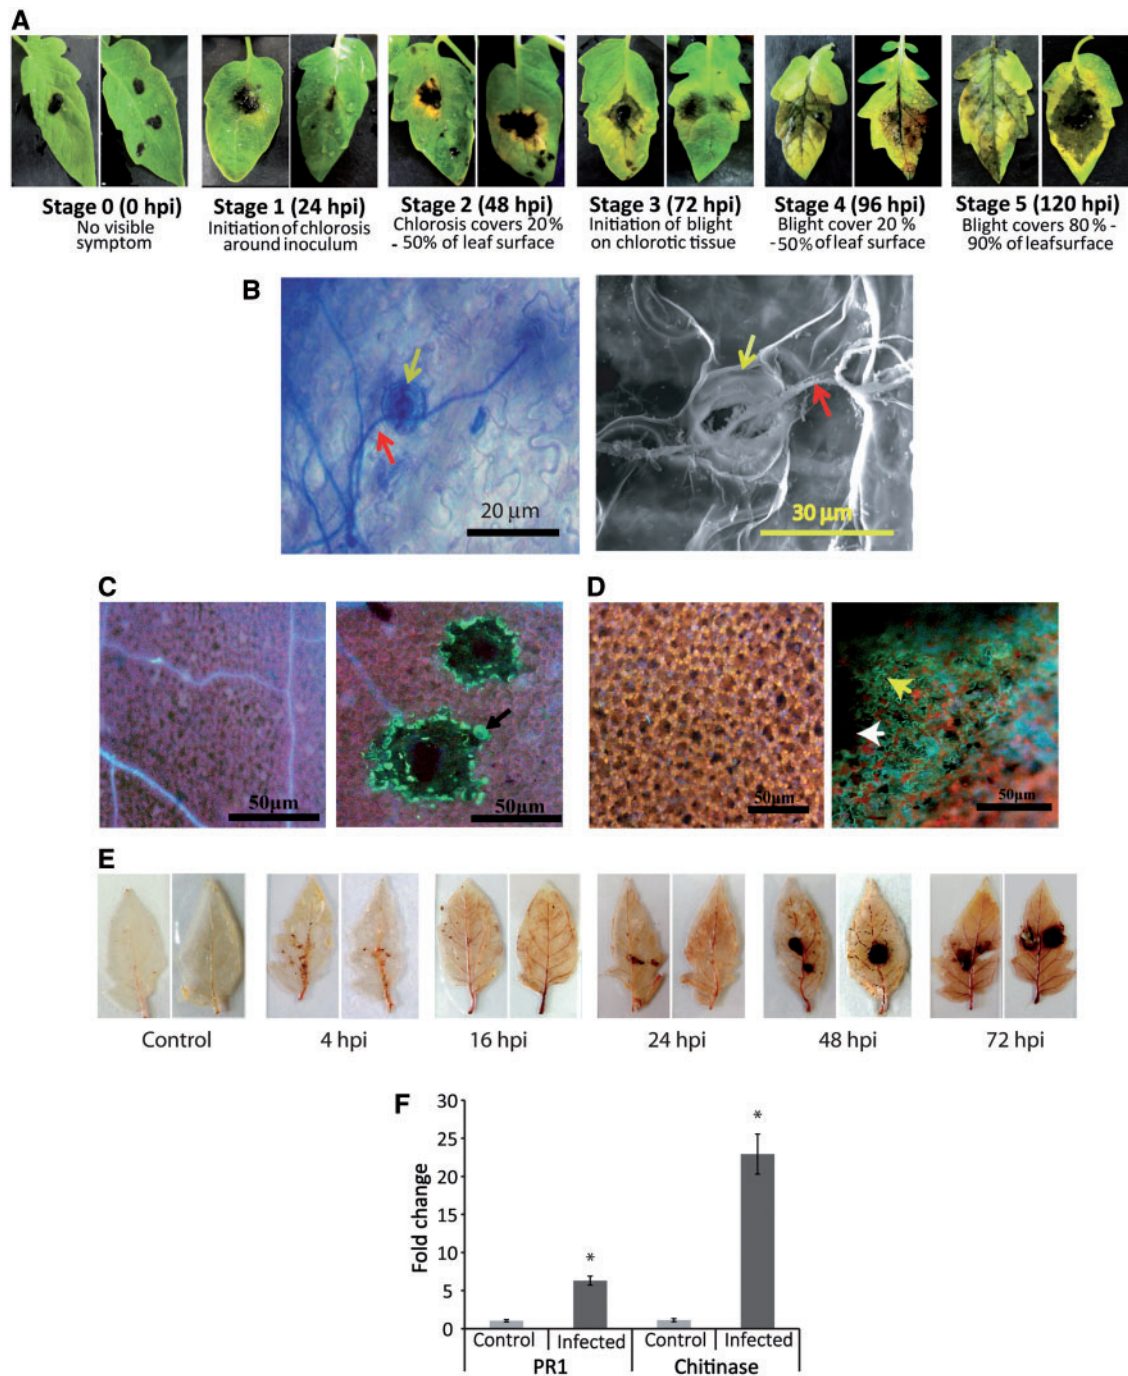 A
Stage 0 (0 hpi)
No visible
symptom
Stage 1 (24 hpi)
Initiation of chlorosis
around inoculum
Stage 2 (48 hpi)
Chlorosis covers 20%
- 50% of leaf surface
Stage 3 (72 hpi)
Initiation of blight
on chlorotic tissue
Stage 4 (96 hpi)
Blight cover 20%
-50% of leaf surface
Stage 5 (120 hpi)
Blight covers 80% -
90% of leafsurface
B
20 µm
30 µm
C
50µm
50µm
D
50µm
50µm
E
Control
4 hpi
16 hpi
24 hpi
48 hpi
72 hpi
F
Fold change
30
25
20
15
10
5
0
*
*
Control
Infected
Control
Infected
PR1
Chitinase